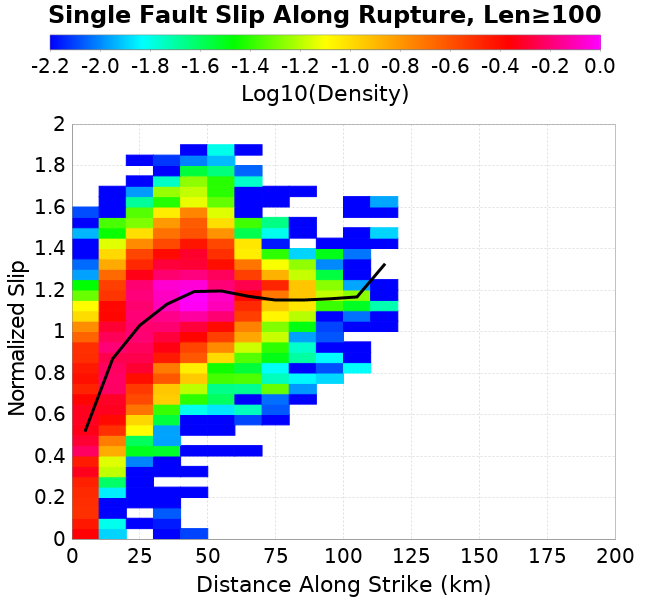 Single Fault Slip Along Rupture, Len≥100
-2.2 -2.0 -1.8 -1.6 -1.4 -1.2 -1.0 -0.8 -0.6 -0.4 -0.2 0.0
Log10(Density)
2
1.8
1.6
1.4
1.2
1
0.8
0.6
0.4
0.2
0
Normalized Slip
0 25 50 75 100 125 150 175 200
Distance Along Strike (km)